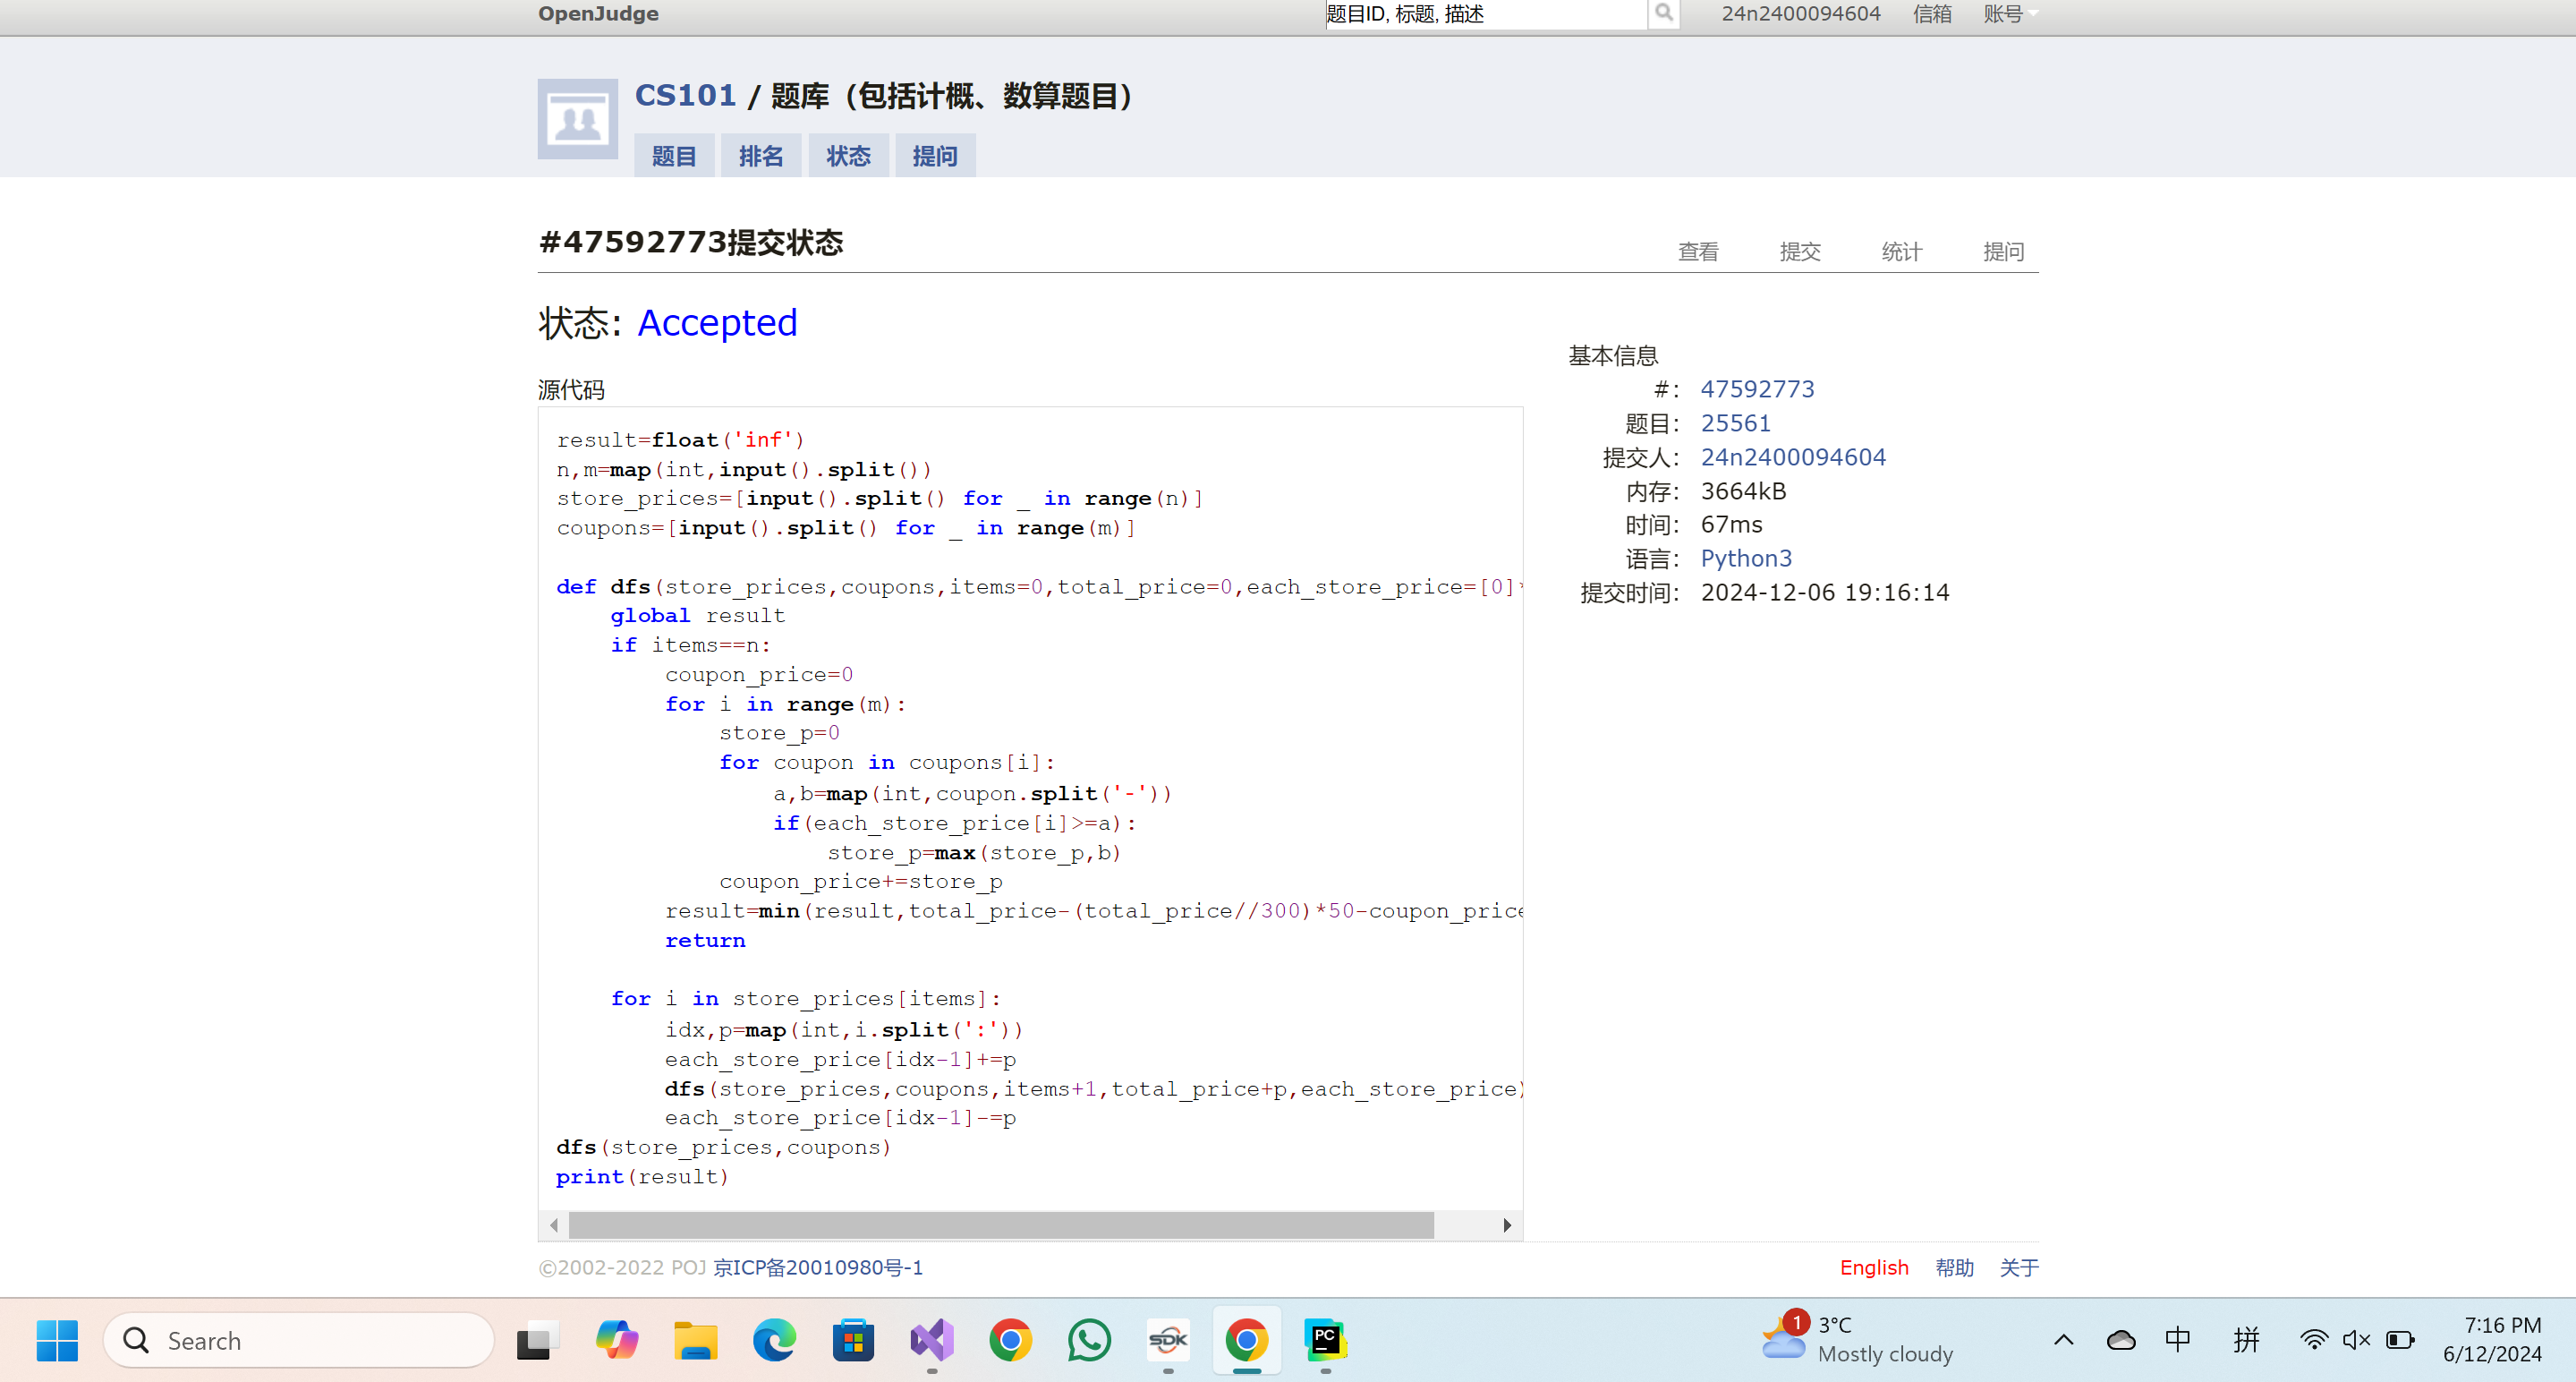 OpenJudge
题目ID, 标题, 描述
24n2400094604 信箱 账号
CS101 / 题库（包括计概、数算题目）
题目 排名 状态 提问
#47592773提交状态
查看 提交 统计 提问
状态: Accepted
源代码
result=float('inf')
n,m=map(int,input().split())
store_prices=[input().split() for _ in range(n)]
coupons=[input().split() for _ in range(m)]
def dfs(store_prices,coupons,items=0,total_price=0,each_store_price=[0]*
    global result
    if items==n:
        coupon_price=0
        for i in range(m):
            store_p=0
            for coupon in coupons[i]:
                a,b=map(int,coupon.split('-'))
                if(each_store_price[i]>=a):
                    store_p=max(store_p,b)
            coupon_price+=store_p
        result=min(result,total_price-(total_price//300)*50-coupon_price
        return
    for i in store_prices[items]:
        idx,p=map(int,i.split(':'))
        each_store_price[idx-1]+=p
        dfs(store_prices,coupons,items+1,total_price+p,each_store_price)
        each_store_price[idx-1]-=p
dfs(store_prices,coupons)
print(result)
基本信息
#: 47592773
题目: 25561
提交人: 24n2400094604
内存: 3664kB
时间: 67ms
语言: Python3
提交时间: 2024-12-06 19:16:14
©2002-2022 POJ 京ICP备20010980号-1
English 帮助 关于
Search
SDK
PC
1
3°C
Mostly cloudy
中
拼
7:16 PM
6/12/2024